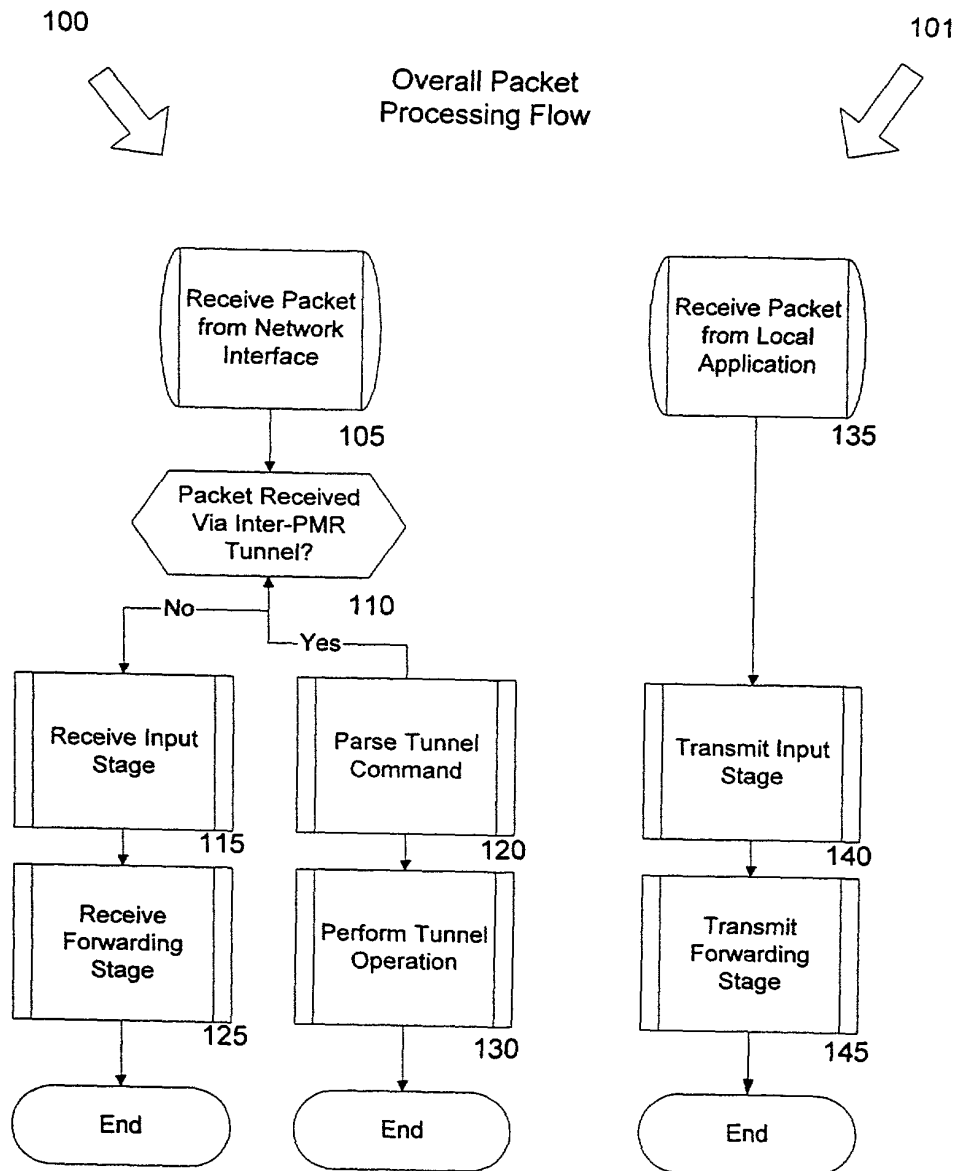 100
101
Overall Packet
Processing Flow
Receive Packet
from Network
Interface
105
Receive Packet
from Local
Application
135
Packet Received
Via Inter-PMR
Tunnel?
110
No
Yes
Receive Input
Stage
115
Parse Tunnel
Command
120
Transmit Input
Stage
140
Receive
Forwarding
Stage
125
Perform Tunnel
Operation
130
Transmit
Forwarding
Stage
145
End
End
End